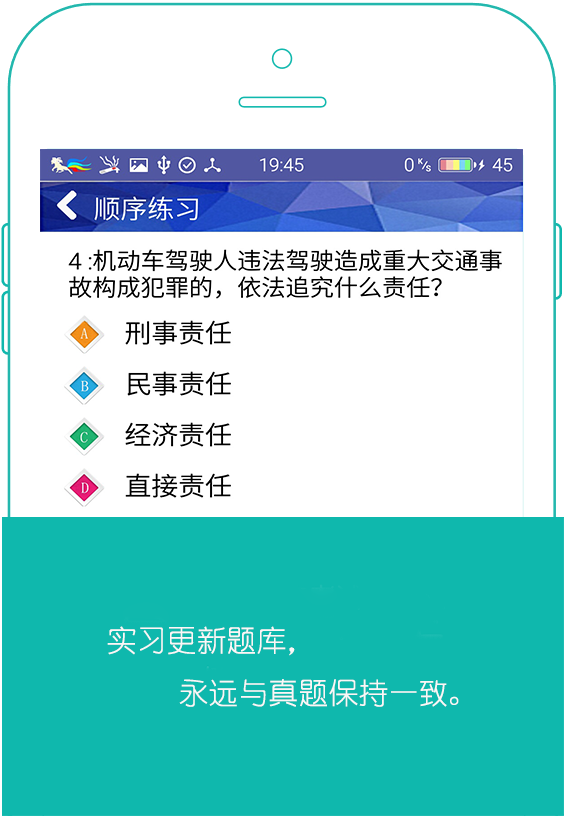 19:45 0 K/s 45
顺序练习
4 :机动车驾驶人违法驾驶造成重大交通事
故构成犯罪的，依法追究什么责任？
A 刑事责任
B 民事责任
C 经济责任
D 直接责任
实习更新题库，
永远与真题保持一致。